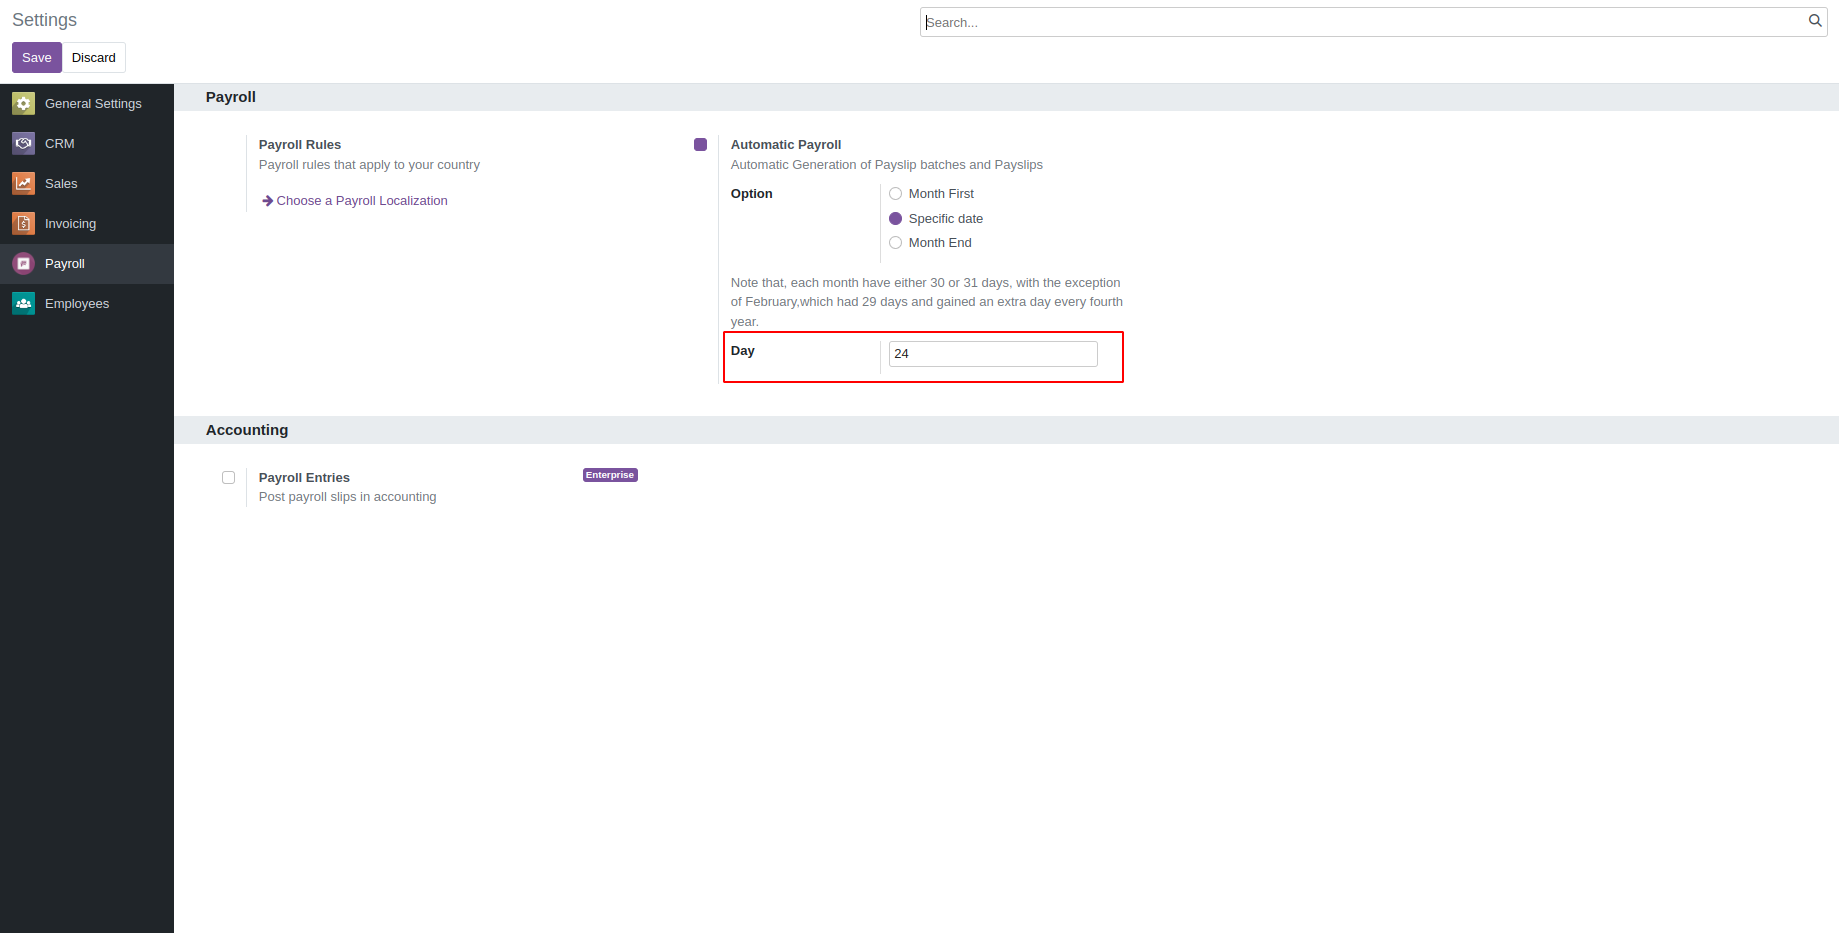 Settings
Search...
Save
Discard
General Settings
CRM
Sales
Invoicing
Payroll
Employees
Payroll
Payroll Rules
Payroll rules that apply to your country
Choose a Payroll Localization
Automatic Payroll
Automatic Generation of Payslip batches and Payslips
Option
Month First
Specific date
Month End
Note that, each month have either 30 or 31 days, with the exception
of February,which had 29 days and gained an extra day every fourth
year.
Day
24
Accounting
Payroll Entries
Enterprise
Post payroll slips in accounting